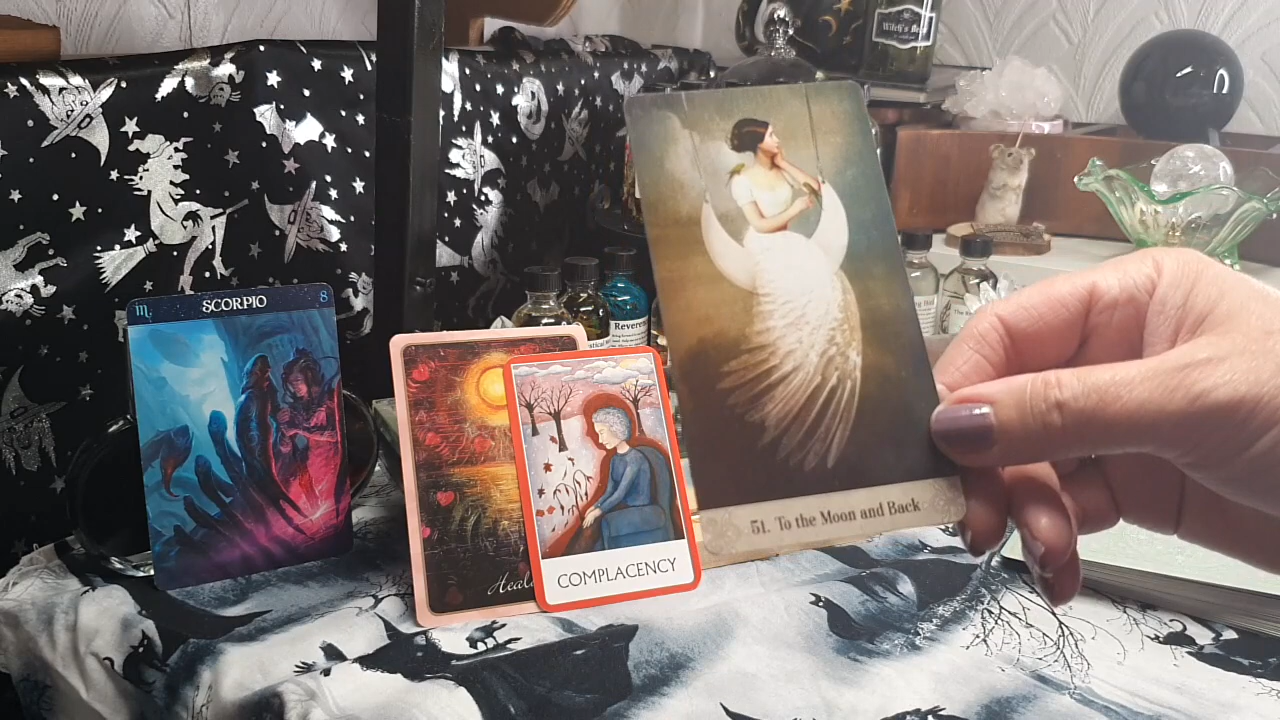 Witch's
♏ SCORPIO 8
Revere
Heal
COMPLACENCY
51. To the Moon and Back